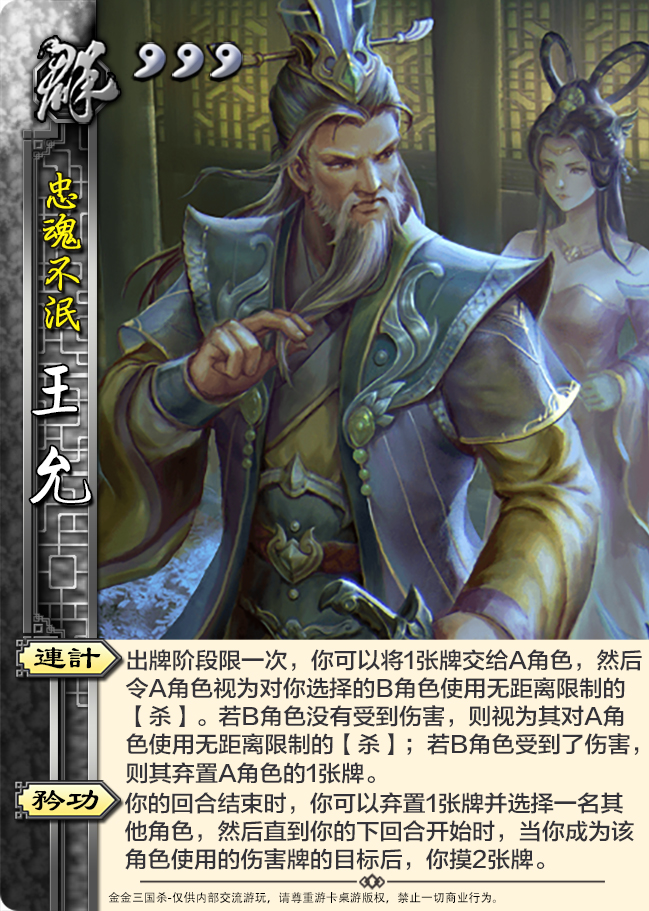 群
忠魂不泯
王允
連計
出牌阶段限一次，你可以将1张牌交给A角色，然后
令A角色视为对你选择的B角色使用无距离限制的
【杀】。若B角色没有受到伤害，则视为其对A角
色使用无距离限制的【杀】；若B角色受到了伤害，
则其弃置A角色的1张牌。
矜功
你的回合结束时，你可以弃置1张牌并选择一名其
他角色，然后直到你的下回合开始时，当你成为该
角色使用的伤害牌的目标后，你摸2张牌。
金金三国杀-仅供内部交流游玩，请尊重游卡桌游版权，禁止一切商业行为。